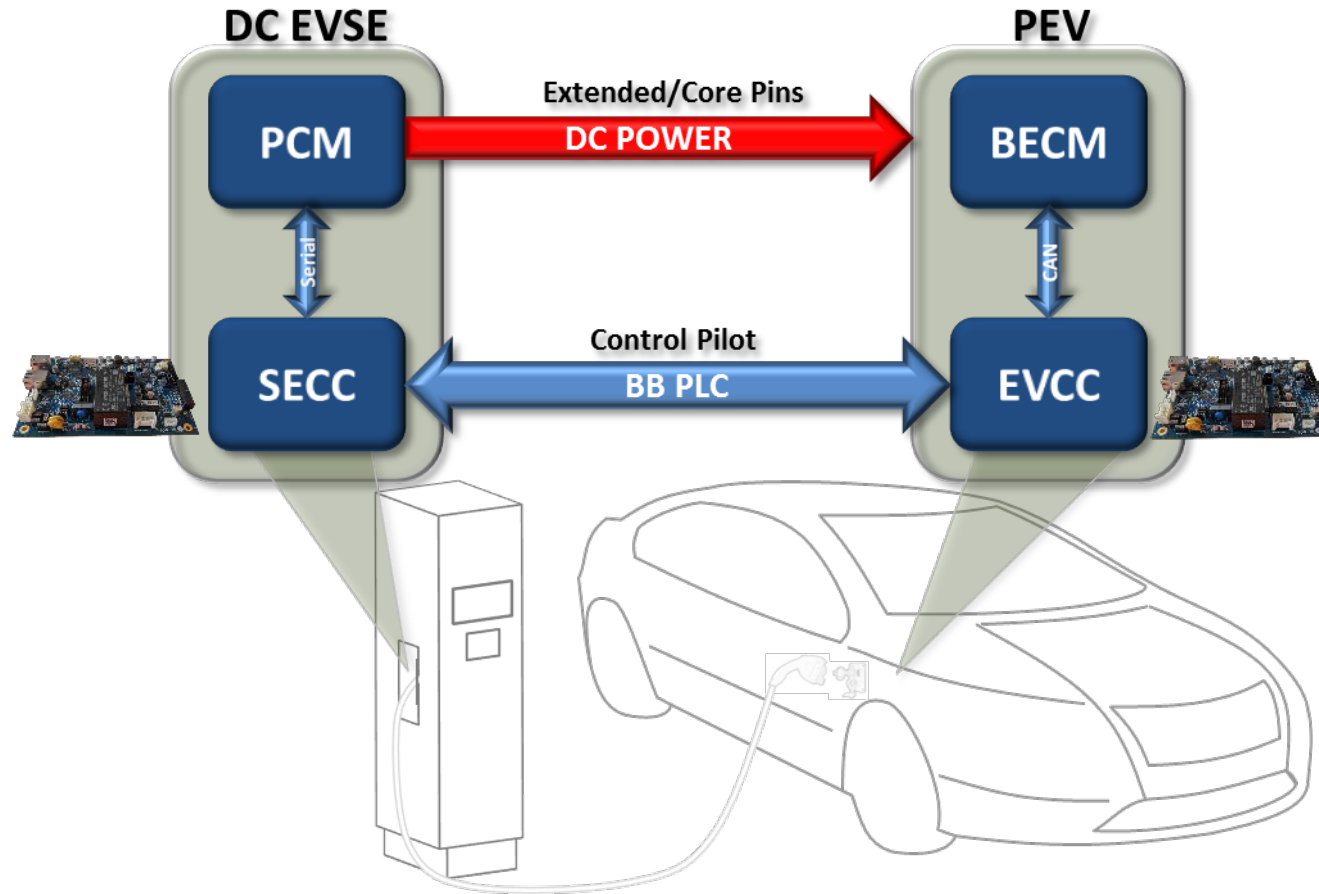 DC EVSE
PEV
Extended/Core Pins
DC POWER
PCM
BECM
Serial
CAN
Control Pilot
BB PLC
SECC
EVCC